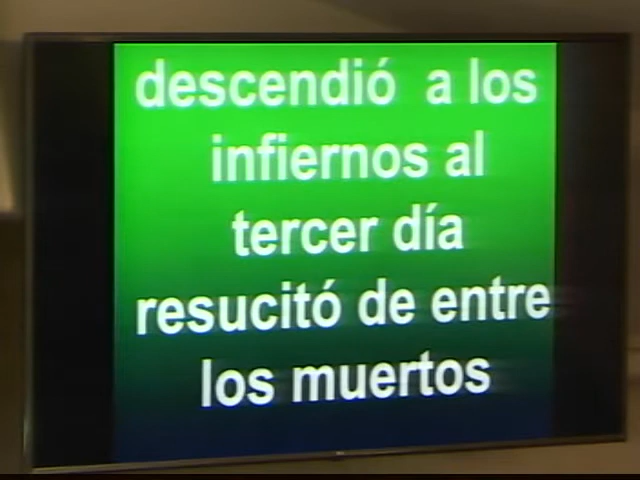 descendió a los
infiernos al
tercer día
resucitó de entre
los muertos